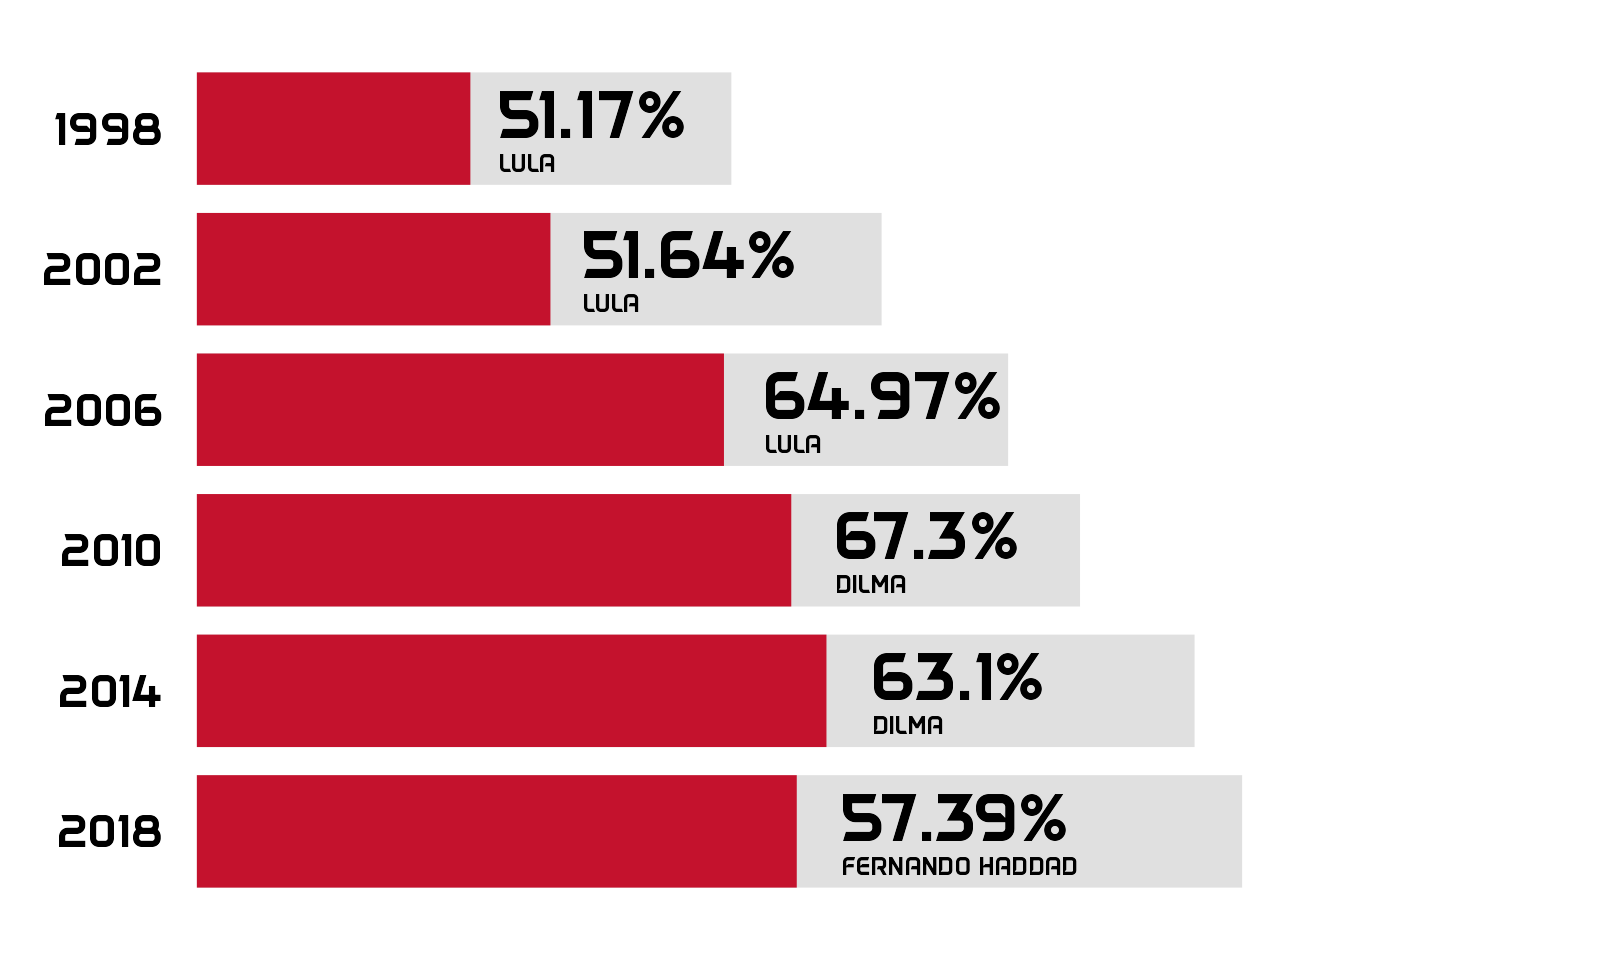 1998
51.17%
LULA
2002
51.64%
LULA
2006
64.97%
LULA
2010
67.3%
DILMA
2014
63.1%
DILMA
2018
57.39%
FERNANDO HADDAD